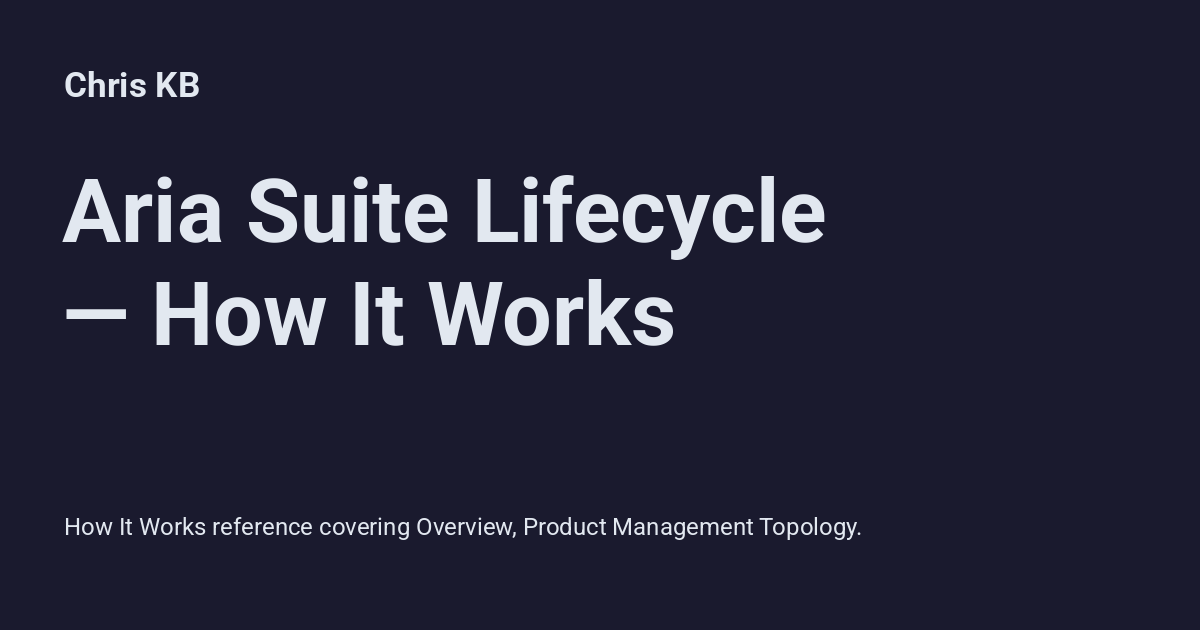 Chris KB
Aria Suite Lifecycle
— How It Works
How It Works reference covering Overview, Product Management Topology.